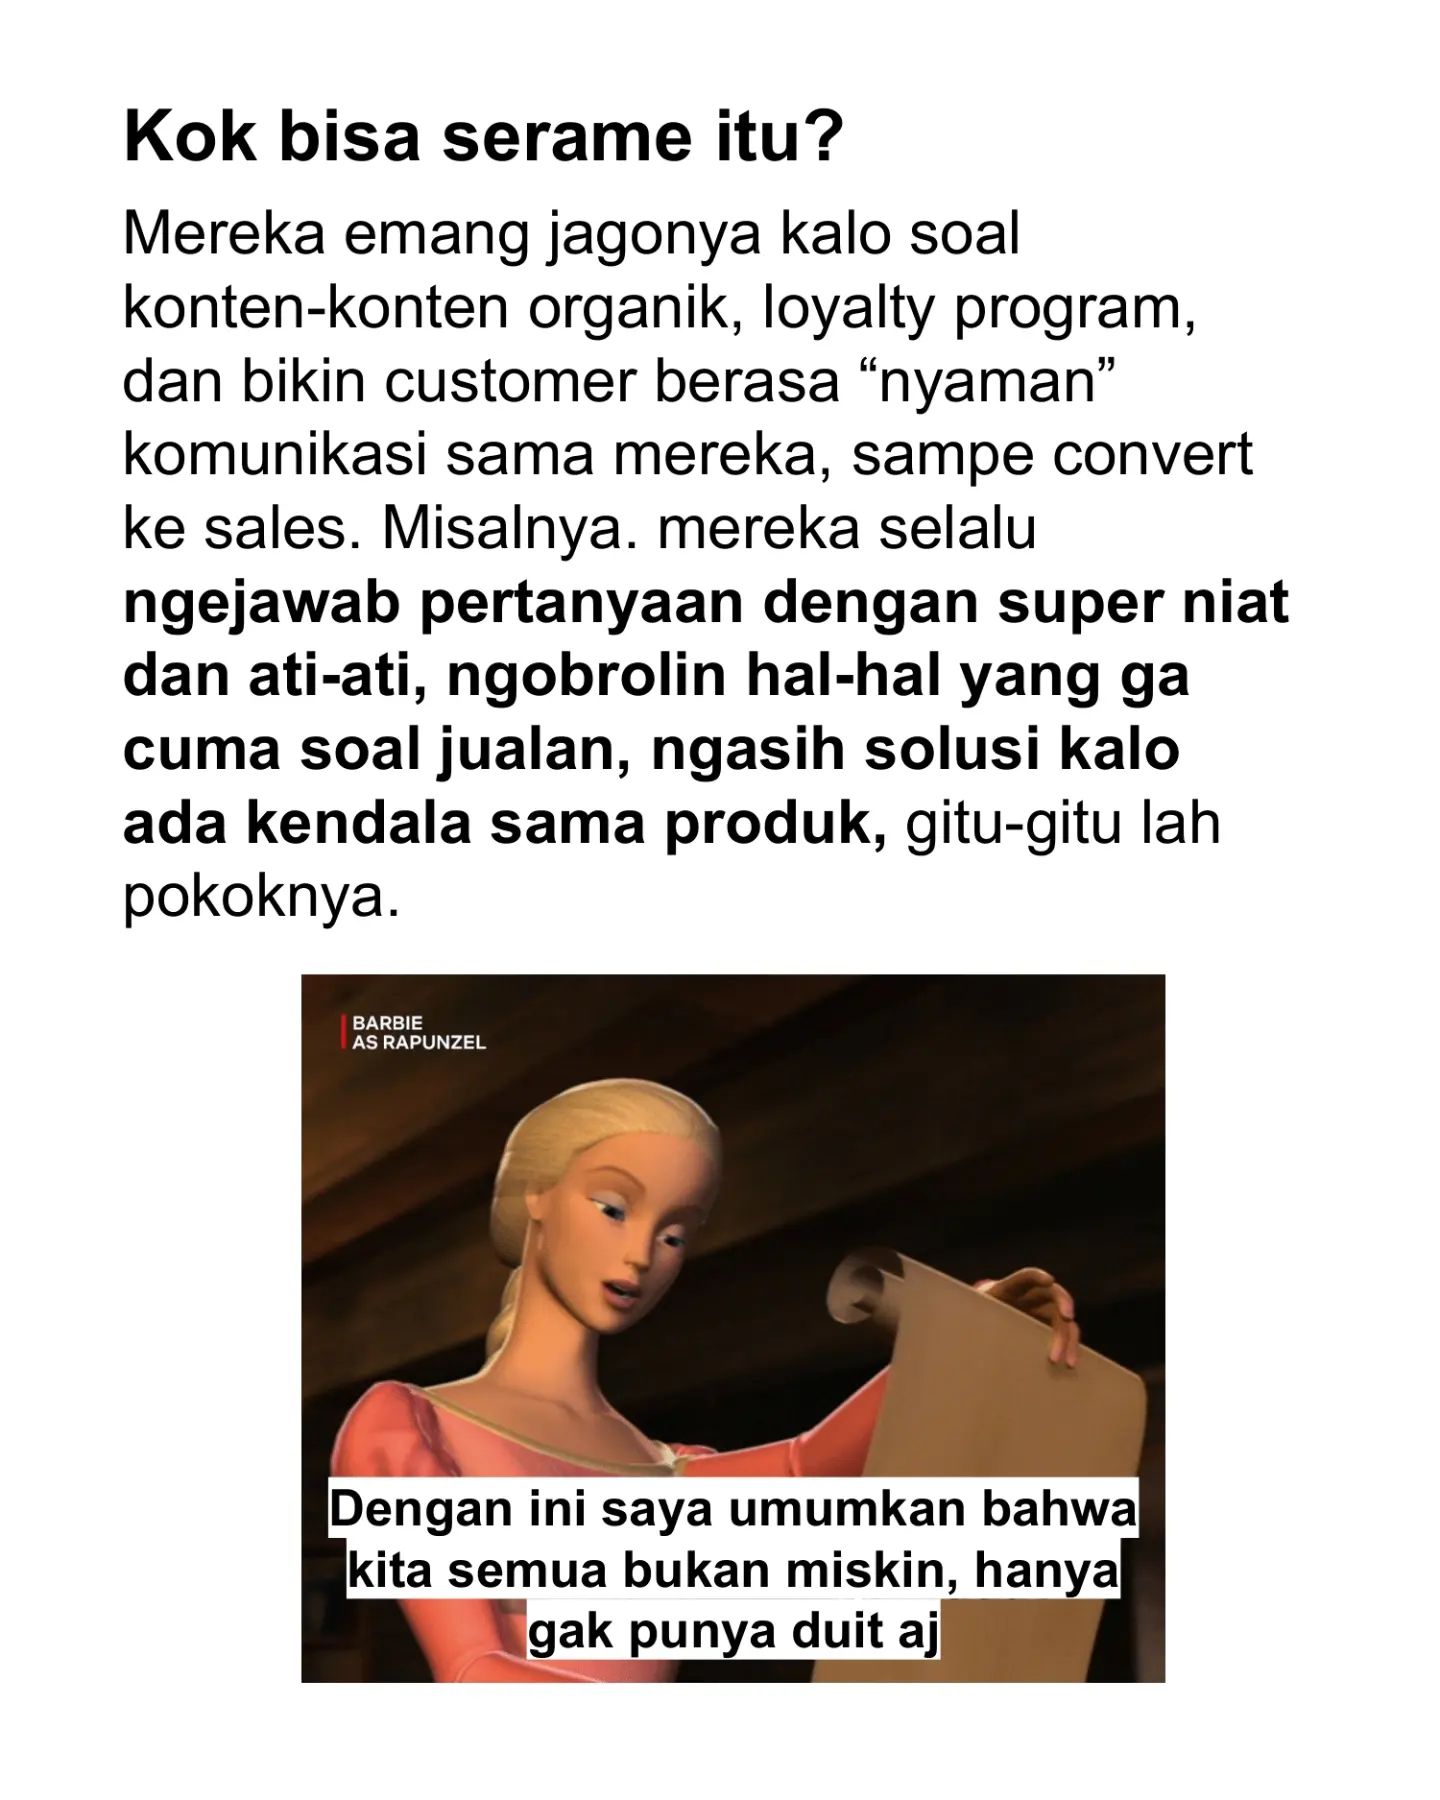 Kok bisa serame itu?
Mereka emang jagonya kalo soal
konten-konten organik, loyalty program,
dan bikin customer berasa “nyaman”
komunikasi sama mereka, sampe convert
ke sales. Misalnya. mereka selalu
ngejawab pertanyaan dengan super niat
dan ati-ati, ngobrolin hal-hal yang ga
cuma soal jualan, ngasih solusi kalo
ada kendala sama produk, gitu-gitu lah
pokoknya.
BARBIE
AS RAPUNZEL
Dengan ini saya umumkan bahwa
kita semua bukan miskin, hanya
gak punya duit aj